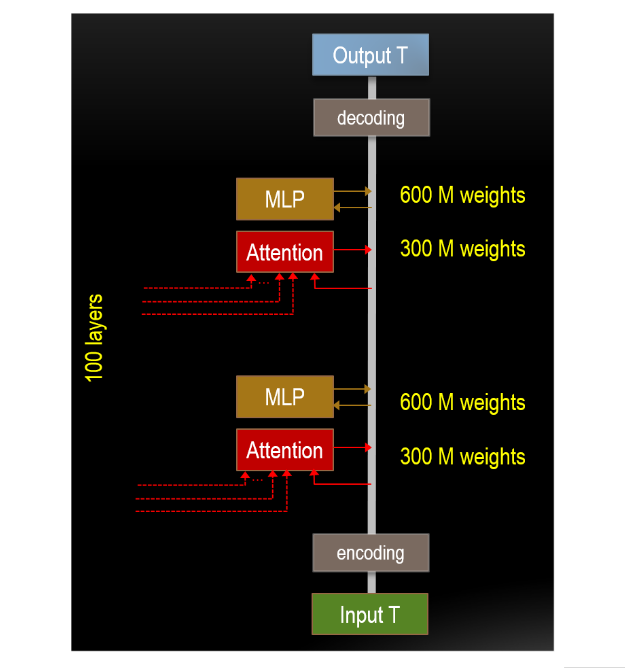 Output T
decoding
MLP
600 M weights
Attention
300 M weights
...
100 layers
MLP
600 M weights
Attention
300 M weights
...
encoding
Input T